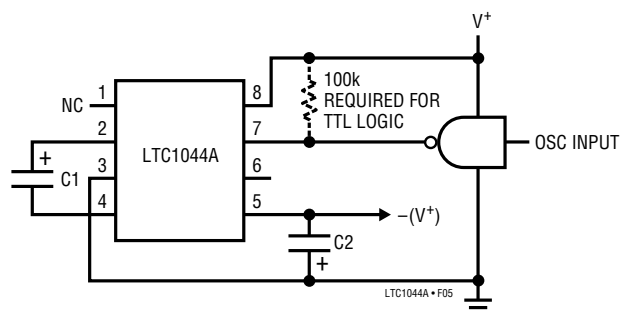 V+
100k
REQUIRED FOR
TTL LOGIC
NC
1
8
2
7
OSC INPUT
+
C1
LTC1044A
3
6
4
5
–(V+)
C2
+
LTC1044A • F05